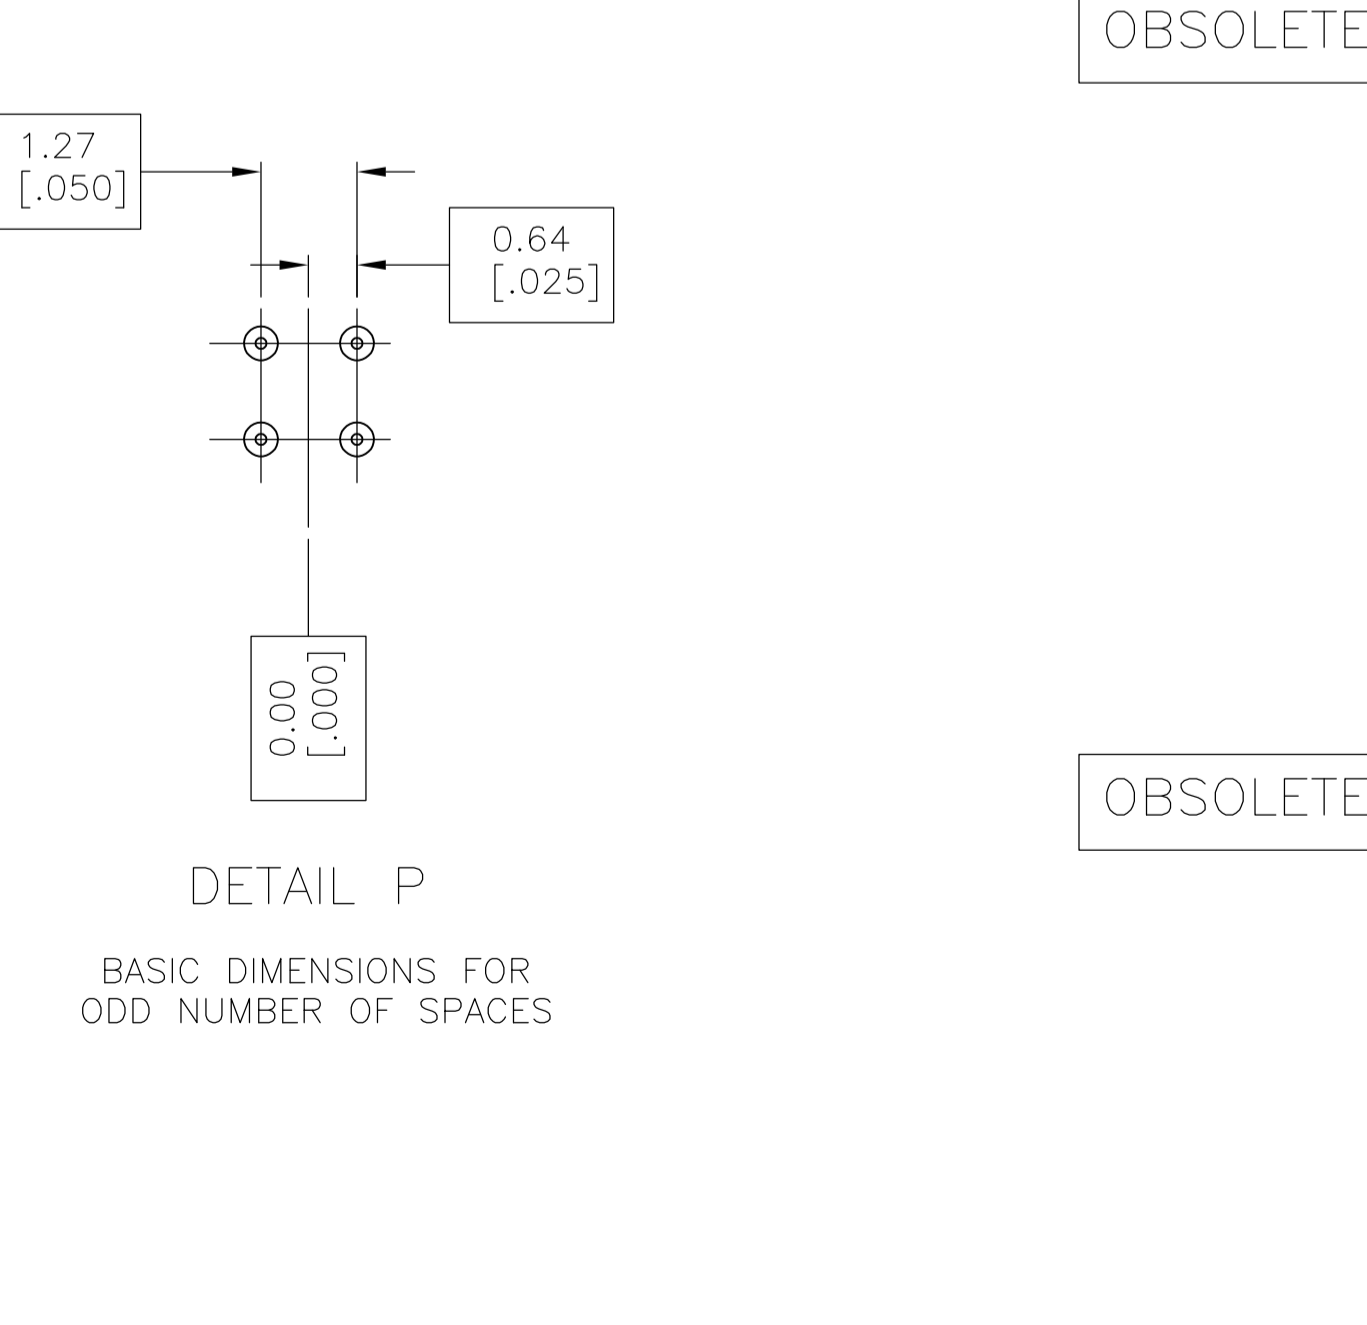 OBSOLETE
1.27
[.050]
0.64
[.025]
0.00
[.000]
OBSOLETE
DETAIL P
BASIC DIMENSIONS FOR
ODD NUMBER OF SPACES